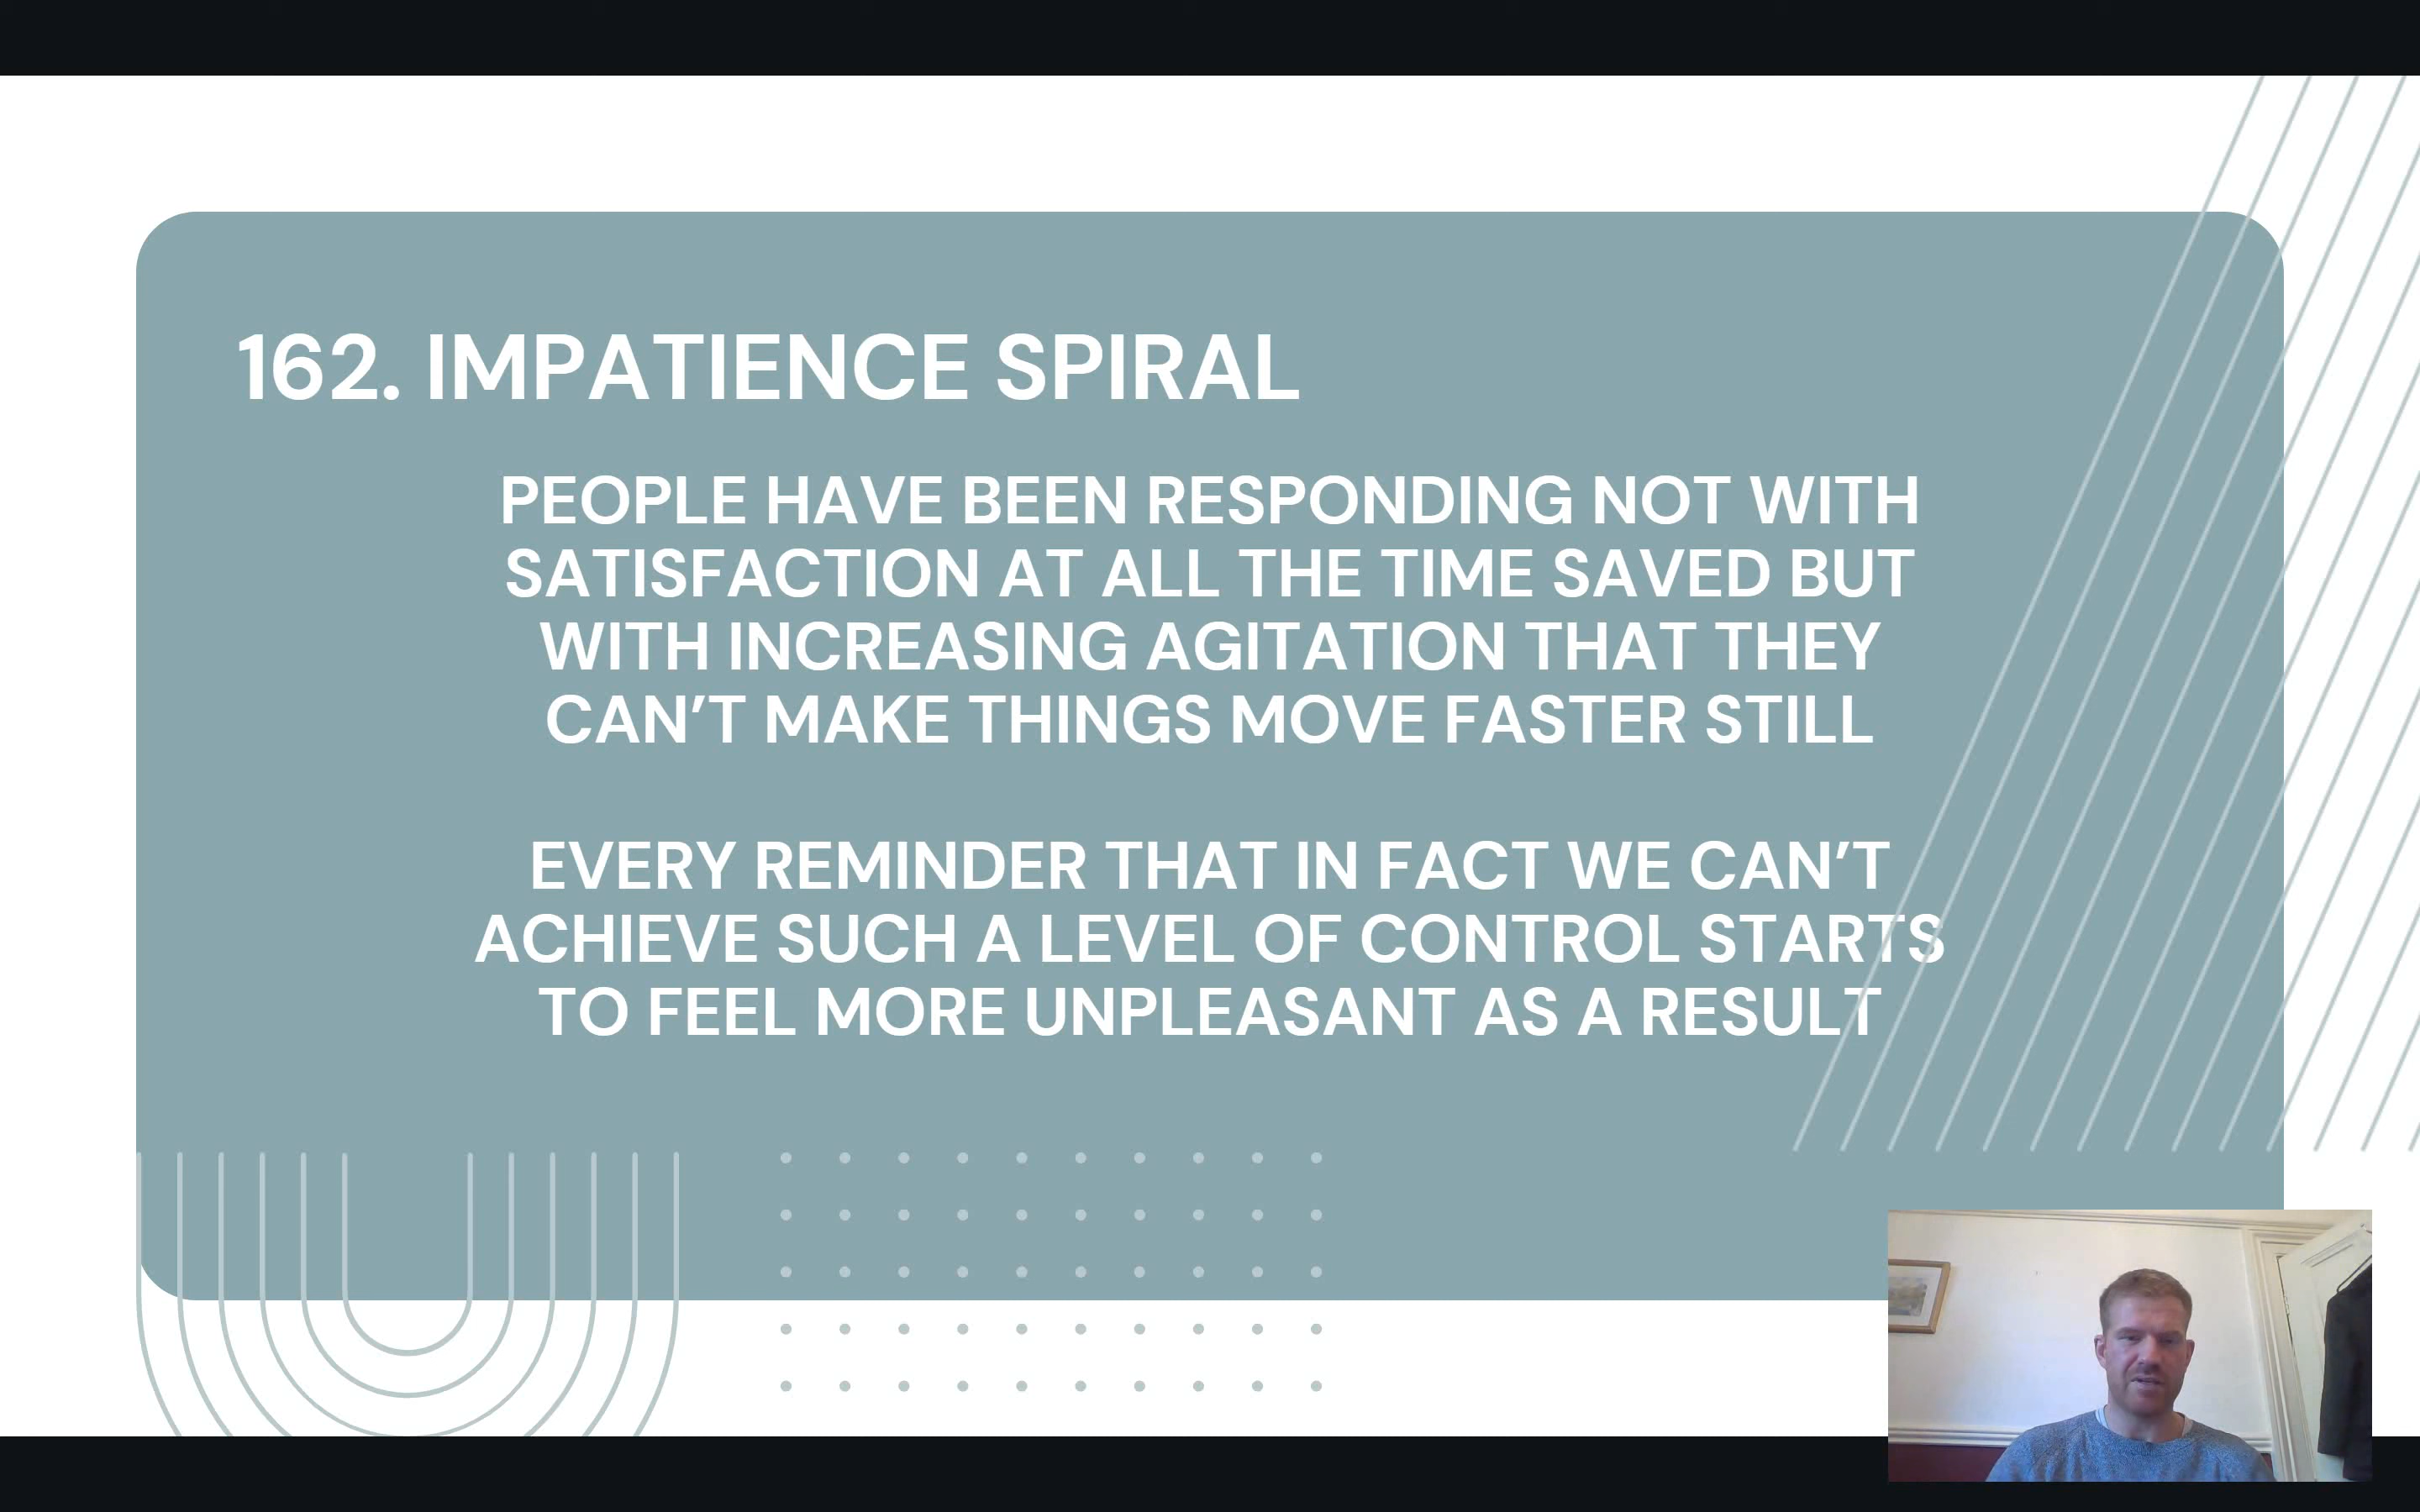 162. IMPATIENCE SPIRAL
PEOPLE HAVE BEEN RESPONDING NOT WITH
SATISFACTION AT ALL THE TIME SAVED BUT
WITH INCREASING AGITATION THAT THEY
CAN’T MAKE THINGS MOVE FASTER STILL
EVERY REMINDER THAT IN FACT WE CAN’T
ACHIEVE SUCH A LEVEL OF CONTROL STARTS
TO FEEL MORE UNPLEASANT AS A RESULT